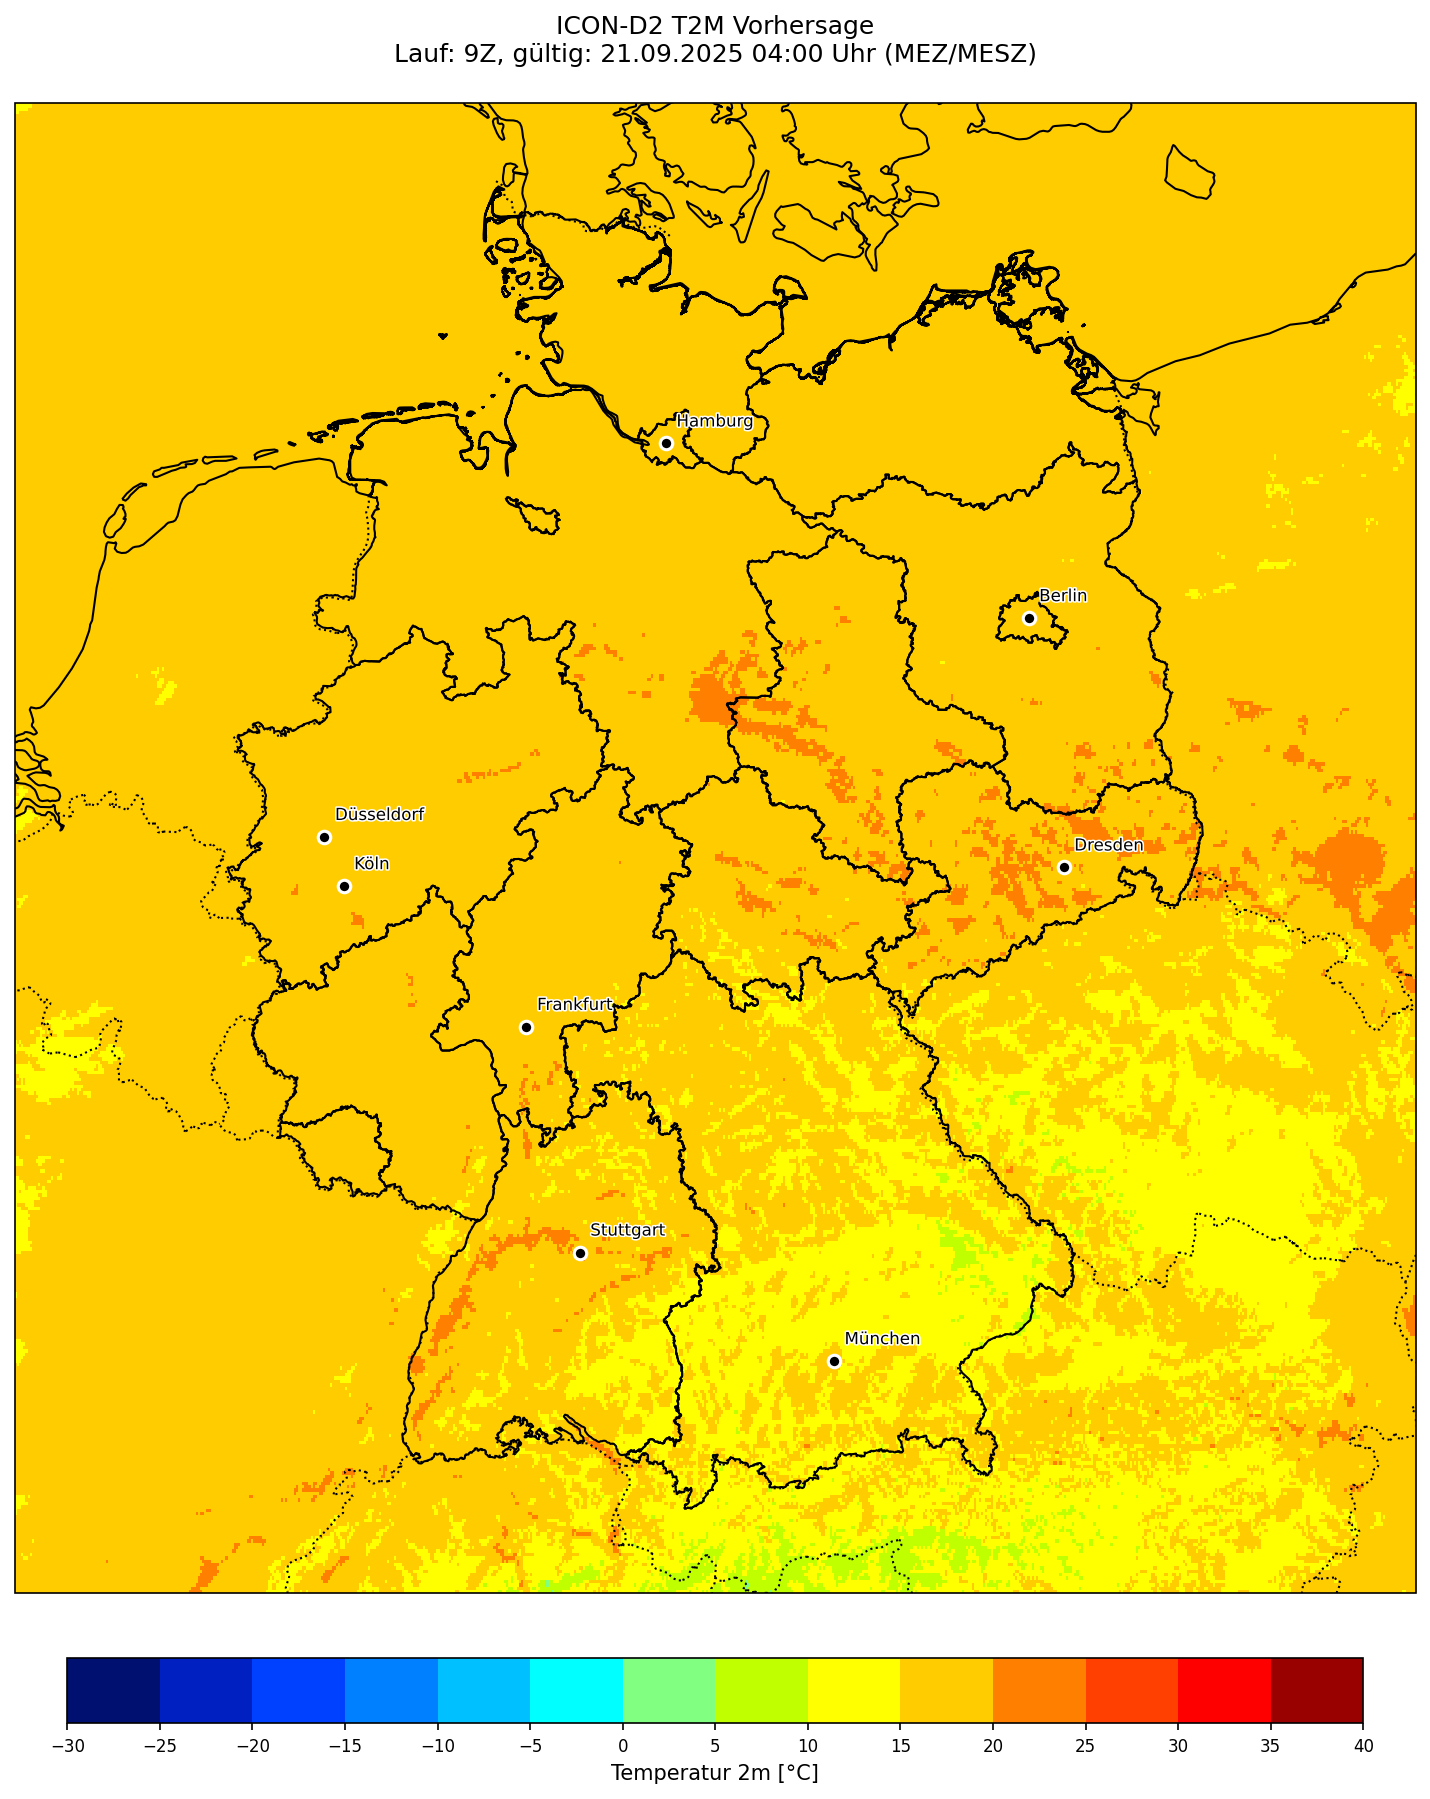 ICON-D2 T2M Vorhersage
Lauf: 9Z, gültig: 21.09.2025 04:00 Uhr (MEZ/MESZ)
Hamburg
Berlin
Düsseldorf
Dresden
Köln
Frankfurt
Stuttgart
München
−30 −25 −20 −15 −10 −5 0 5 10 15 20 25 30 35 40
Temperatur 2m [°C]